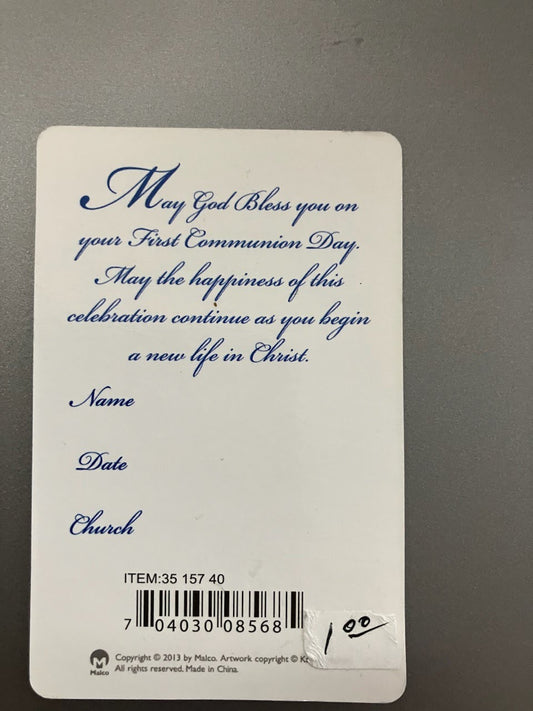 May God Bless you on
your First Communion Day.
May the happiness of this
celebration continue as you begin
a new life in Christ.
Name
Date
Church
ITEM:35 157 40
7 04030 08568
1 00
Malco
Copyright © 2013 by Malco. Artwork copyright ©
All rights reserved. Made in China.